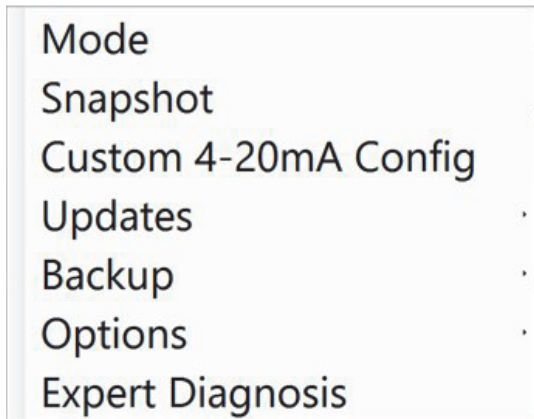 Mode
Snapshot
Custom 4-20mA Config
Updates
Backup
Options
Expert Diagnosis